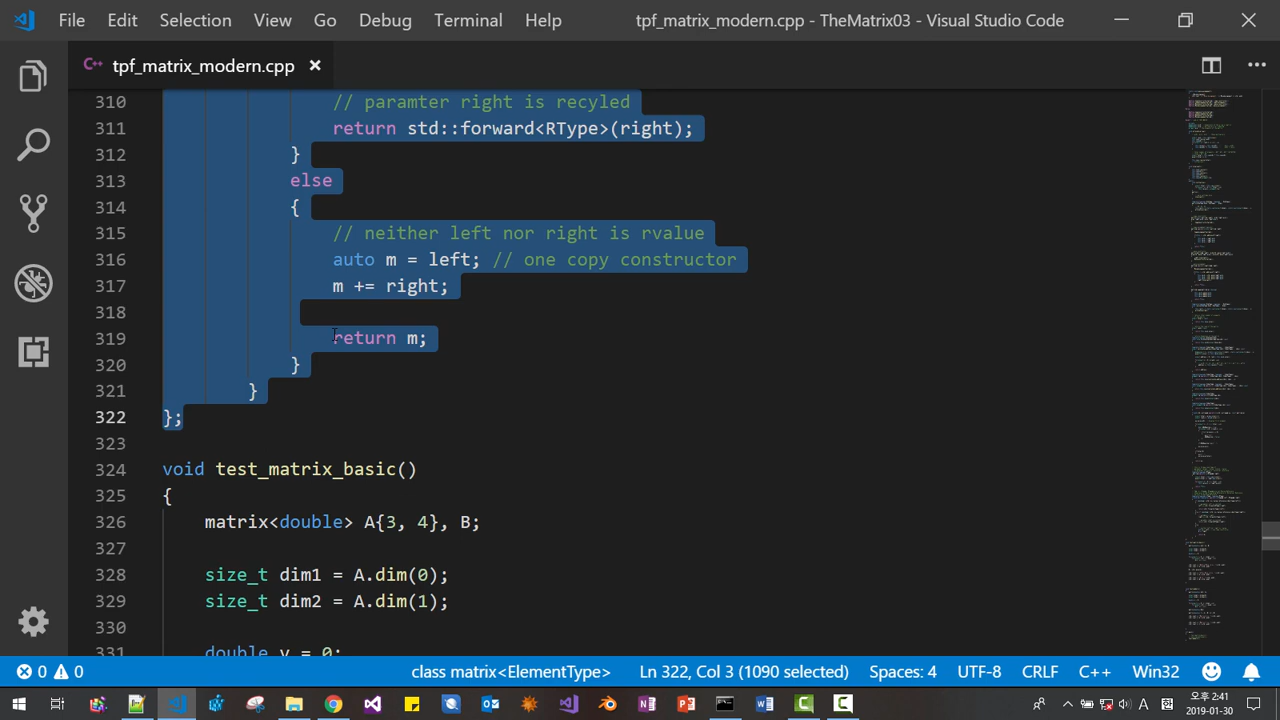 File Edit Selection View Go Debug Terminal Help tpf_matrix_modern.cpp - TheMatrix03 - Visual Studio Code
C++ tpf_matrix_modern.cpp
310 // paramter right is recyled
311 return std::forward<RType>(right);
312 }
313 else
314 {
315 // neither left or right is rvalue
316 auto m = left; // one copy constructor
317 m += right;
318
319 return m;
320 }
321 }
322 };
323
324 void test_matrix_basic()
325 {
326 matrix<double> A{3, 4}, B;
327
328 size_t dim1 = A.dim(0);
329 size_t dim2 = A.dim(1);
330
331 double v = 0;
0 0 class matrix<ElementType> Ln 322, Col 3 (1090 selected) Spaces: 4 UTF-8 CRLF C++ Win32
A 오후 2:41
2019-01-30